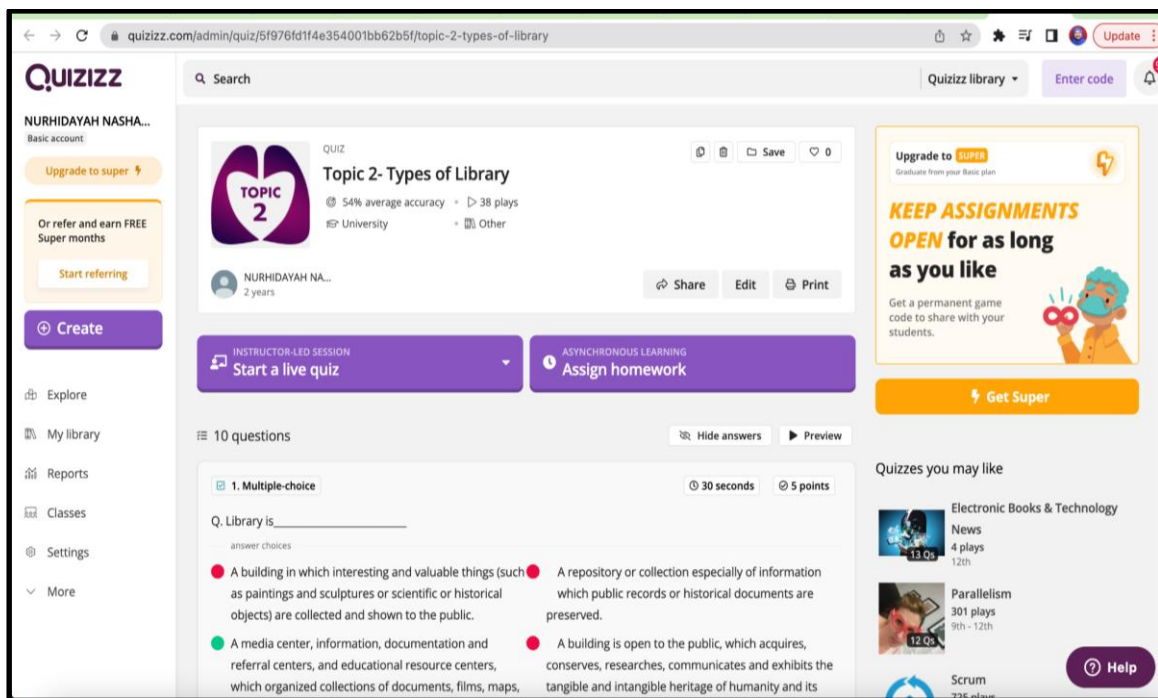 quizizz.com/admin/quiz/5f976fd1f4e354001bb62b5f/topic-2-types-of-library
Update
QUIZIZZ
Search
Quizizz library
Enter code
NURHIDAYAH NASHA...
Basic account
Upgrade to super
Or refer and earn FREE
Super months
Start referring
Create
Explore
My library
Reports
Classes
Settings
More
TOPIC
2
QUIZ
Topic 2- Types of Library
54% average accuracy • 38 plays
University • Other
Save
0
NURHIDAYAH NA...
2 years
Share
Edit
Print
INSTRUCTOR-LED SESSION
Start a live quiz
ASYNCHRONOUS LEARNING
Assign homework
10 questions
Hide answers
Preview
1. Multiple-choice
30 seconds
5 points
Q. Library is______________________
answer choices
A building in which interesting and valuable things (such
as paintings and sculptures or scientific or historical
objects) are collected and shown to the public.
A repository or collection especially of information
which public records or historical documents are
preserved.
A media center, information, documentation and
referral centers, and educational resource centers,
which organized collections of documents, films, maps,
A building is open to the public, which acquires,
conserves, researches, communicates and exhibits the
tangible and intangible heritage of humanity and its
Upgrade to SUPER
Graduate from your Basic plan
KEEP ASSIGNMENTS
OPEN for as long
as you like
Get a permanent game
code to share with your
students.
Get Super
Quizzes you may like
Electronic Books & Technology
News
4 plays
12th
13 Qs
Parallelism
301 plays
9th - 12th
12 Qs
Scrum
725 plays
Help